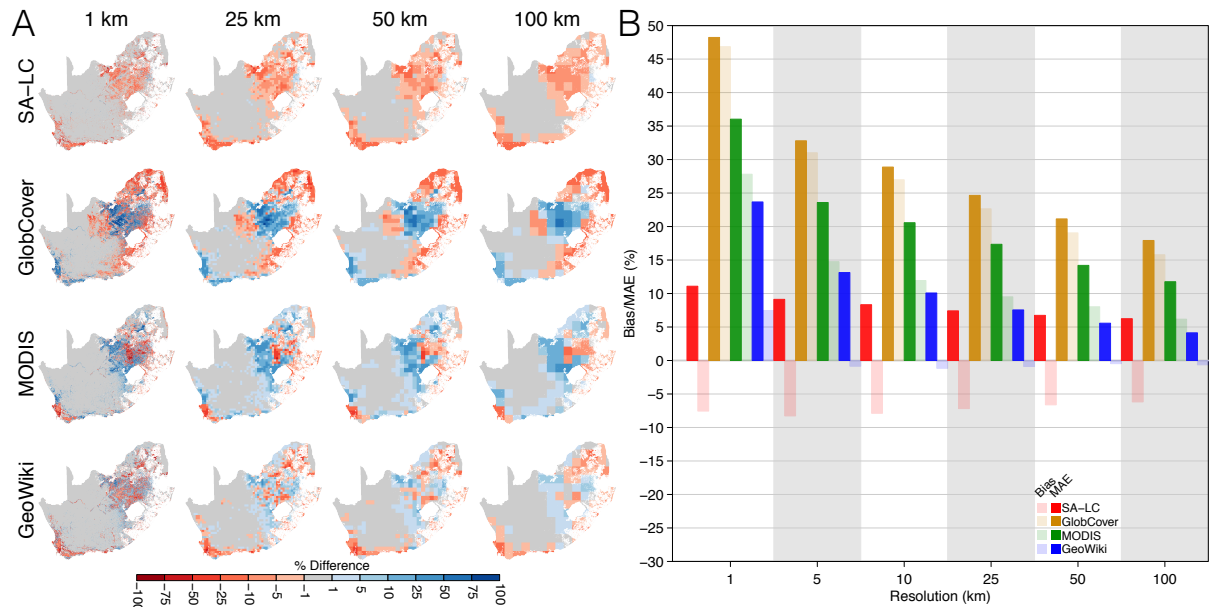 A
1 km 25 km 50 km 100 km
SA-LC
GlobCover
MODIS
GeoWiki
% Difference
-100 -75 -50 -25 -5 -1 1 5 25 50 75 100
B
Bias/MAE (%)
50
45
40
35
30
25
20
15
10
5
0
-5
-10
-15
-20
-25
-30
Bias MAE
SA-LC
GlobCover
MODIS
GeoWiki
1 5 10 25 50 100
Resolution (km)